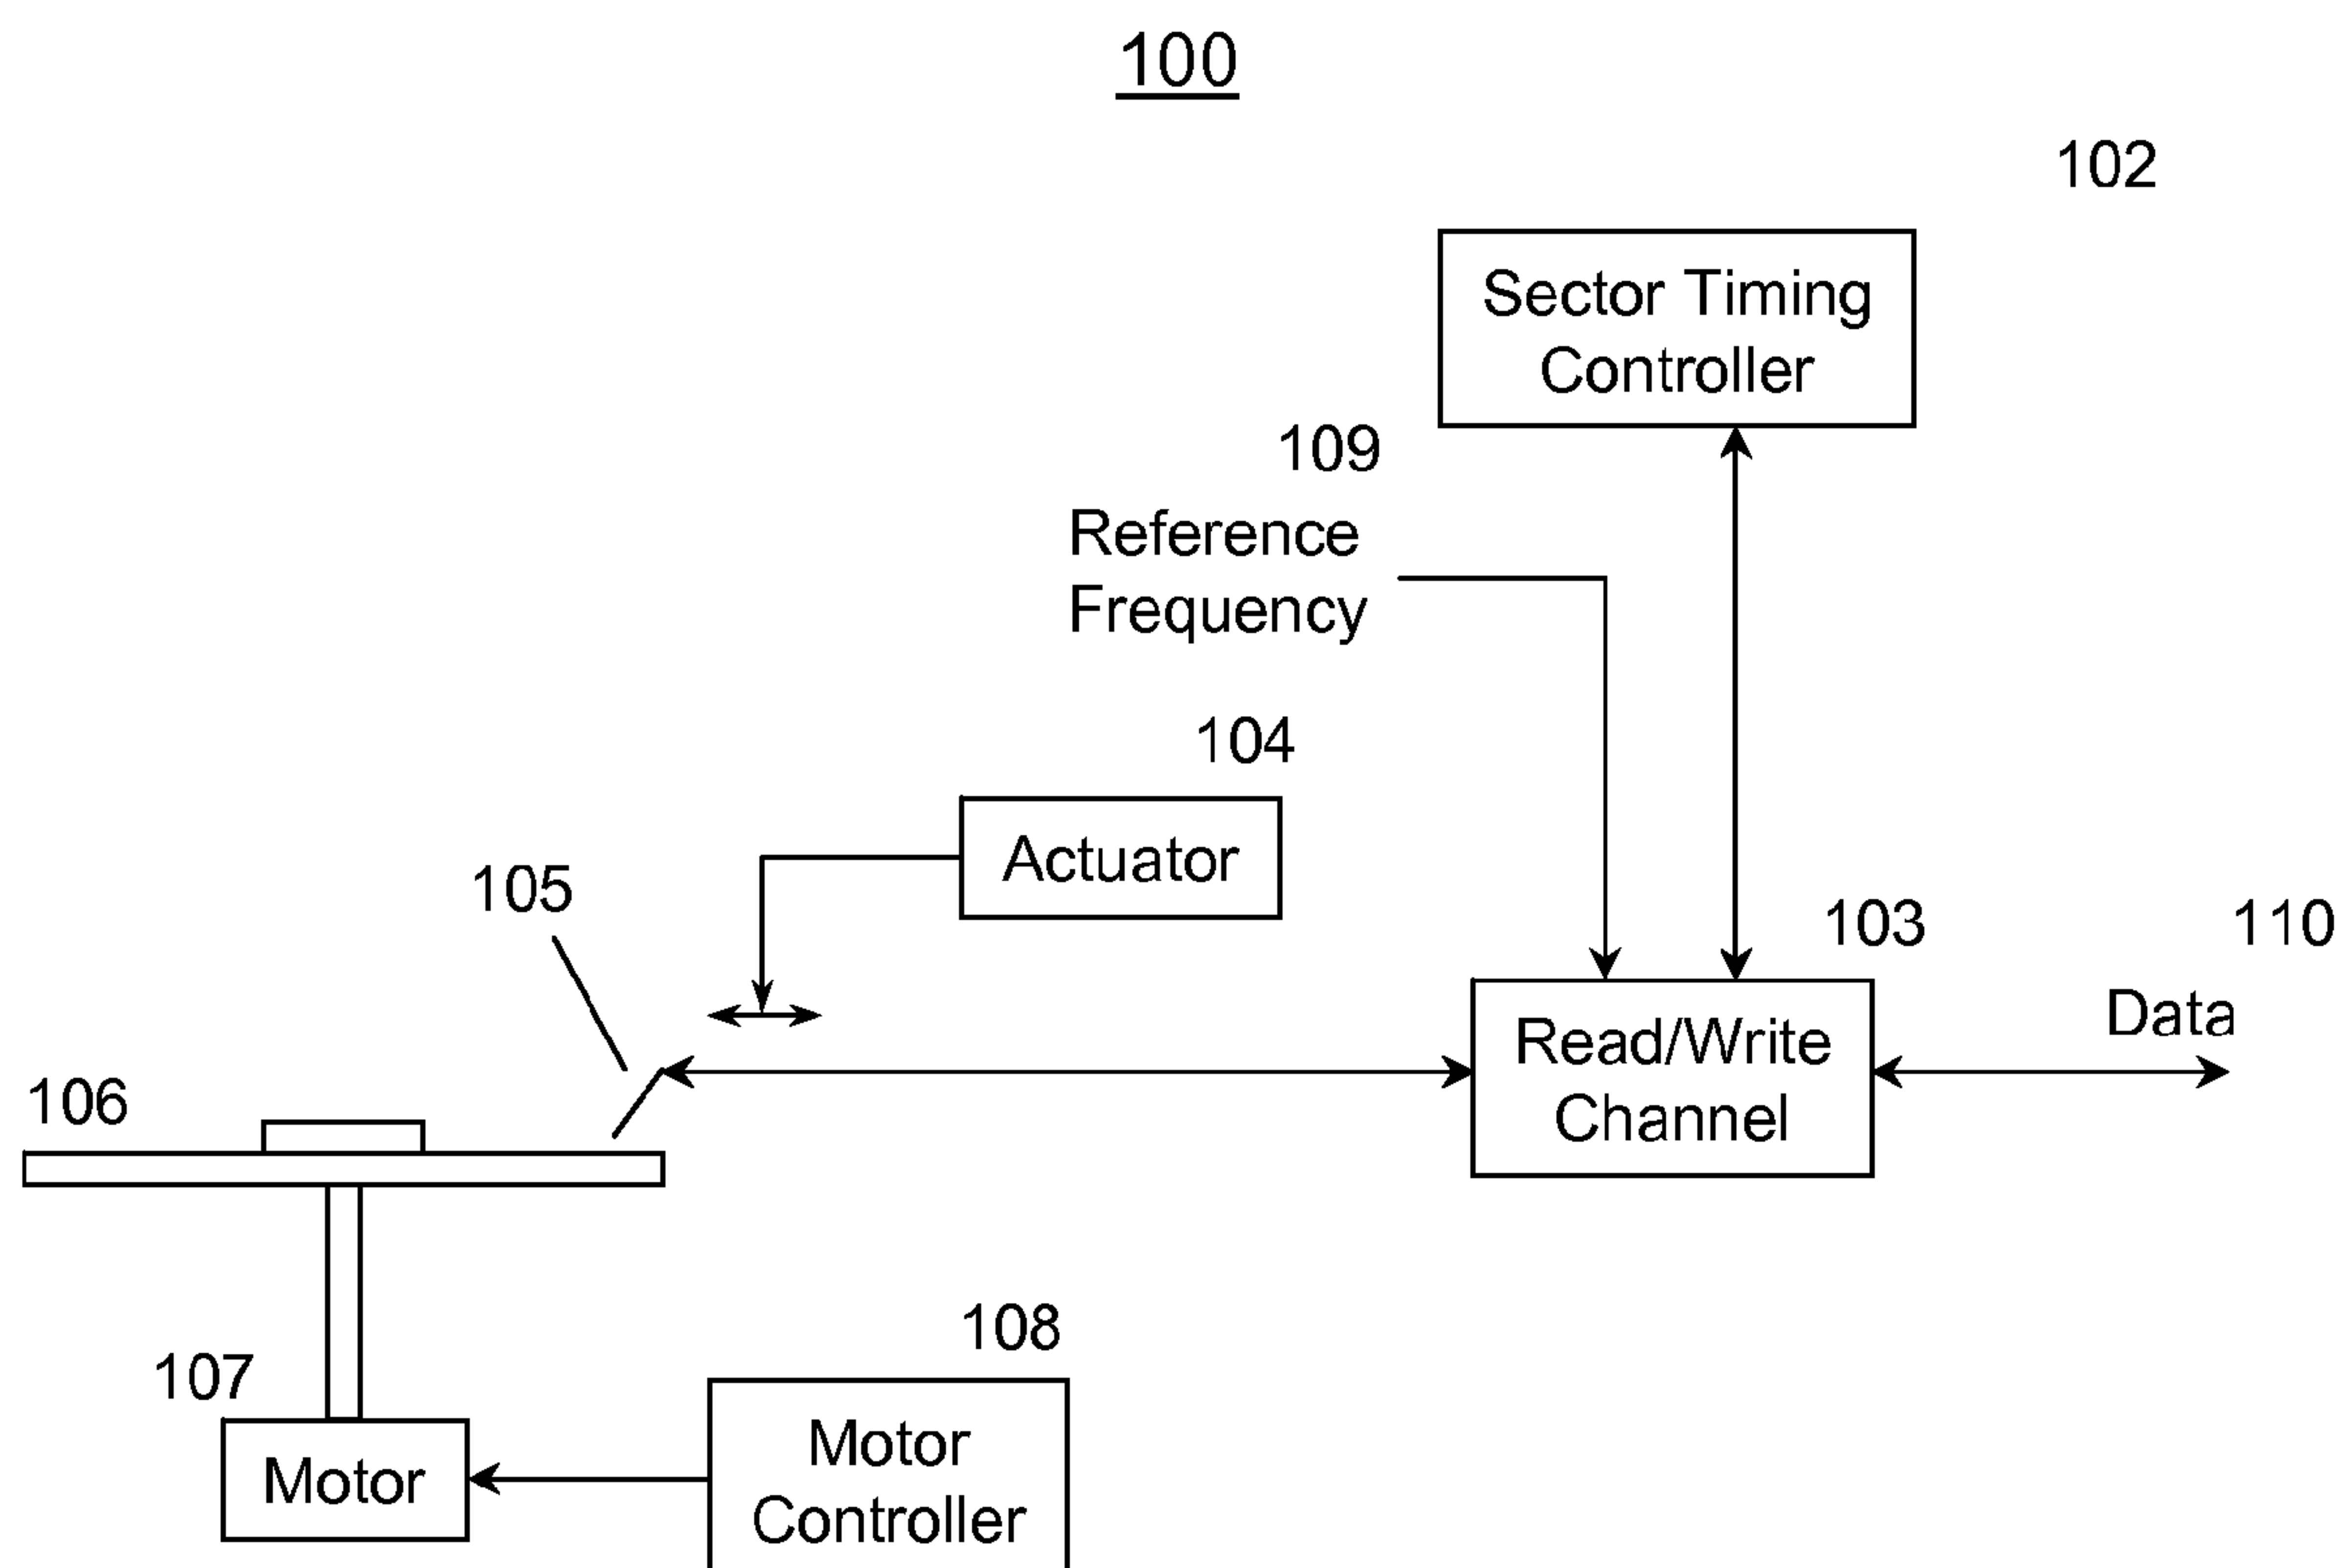 100
102
Sector Timing
Controller
109
Reference
Frequency
104
Actuator
105
103
110
Data
Read/Write
Channel
106
108
107
Motor
Controller
Motor